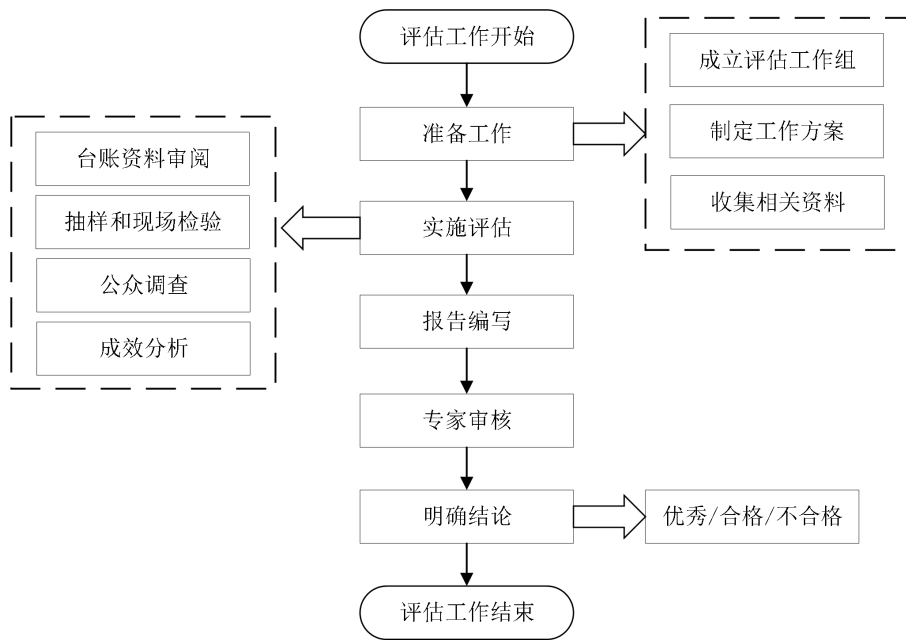 评估工作开始
成立评估工作组
准备工作
制定工作方案
收集相关资料
台账资料审阅
抽样和现场检验
公众调查
成效分析
实施评估
报告编写
专家审核
明确结论
优秀/合格/不合格
评估工作结束